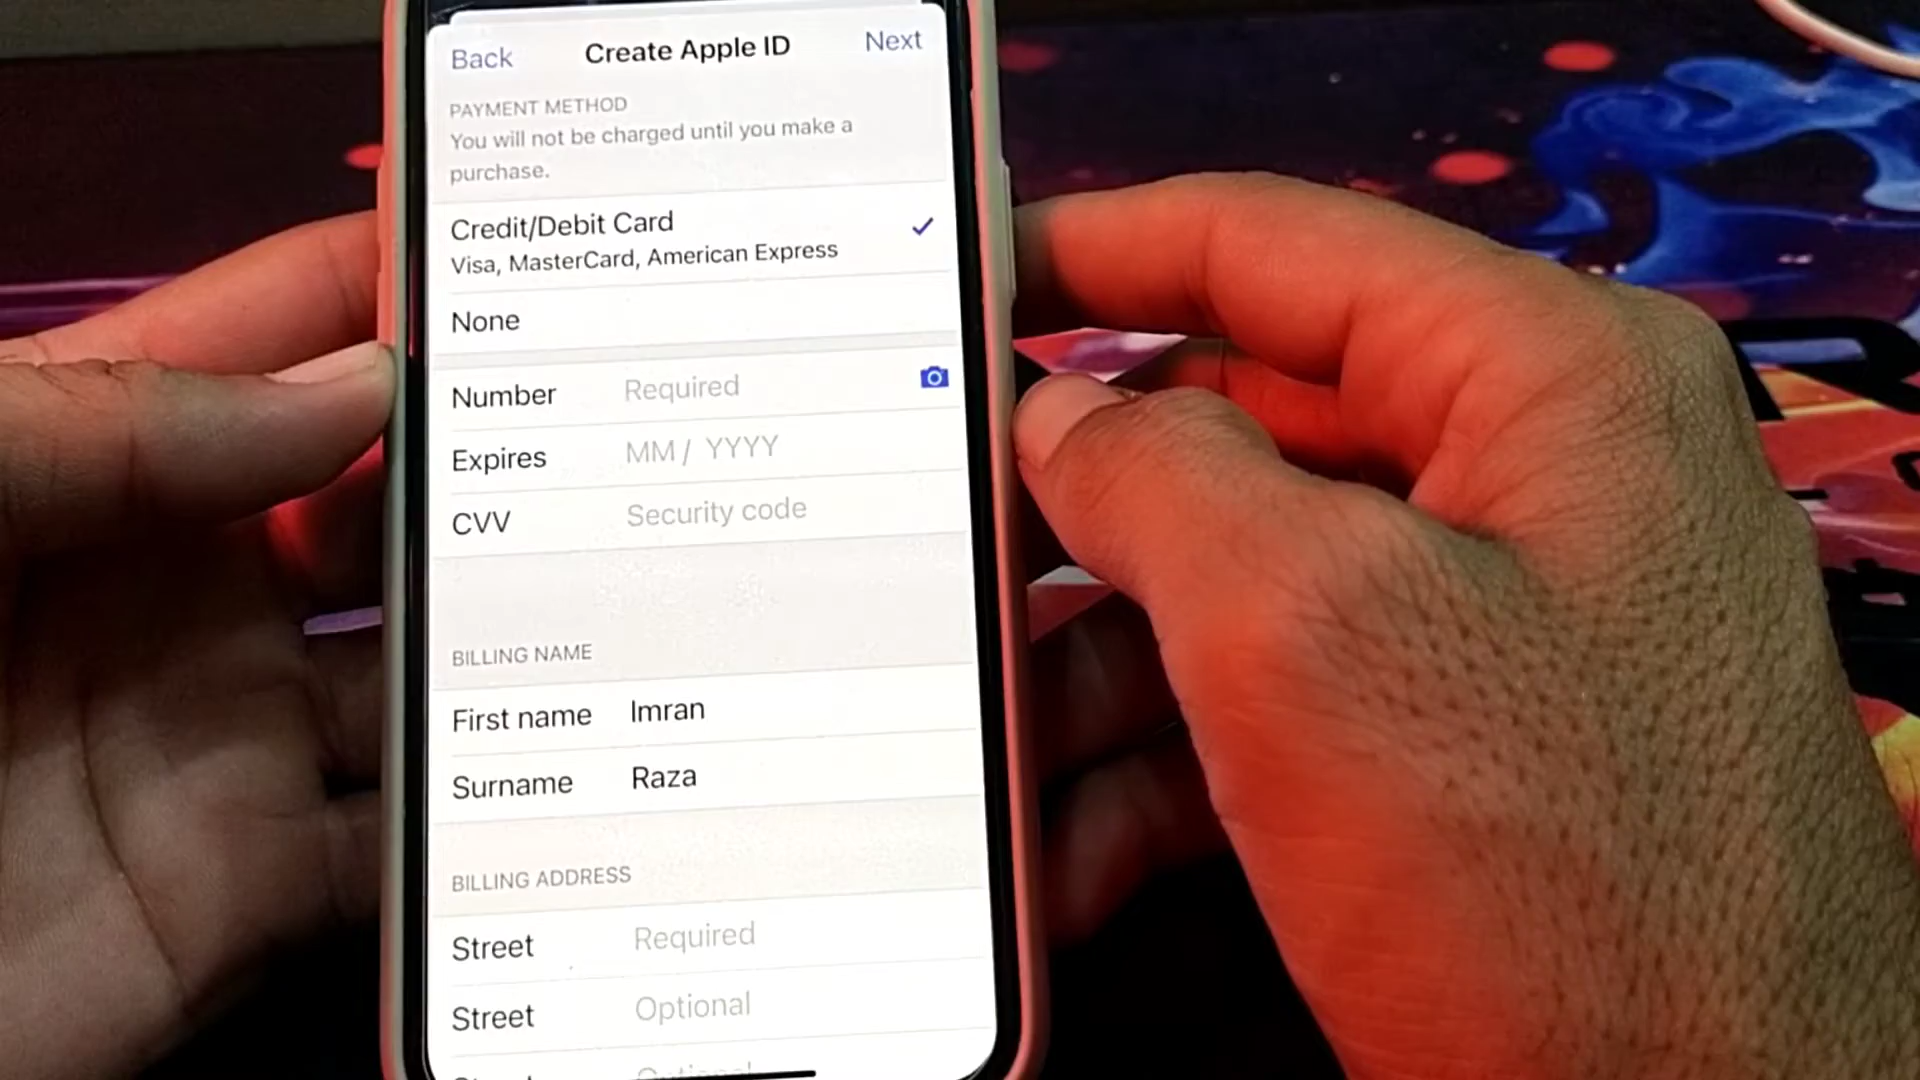 Back Create Apple ID Next
PAYMENT METHOD
You will not be charged until you make a
purchase.
Credit/Debit Card
Visa, MasterCard, American Express
None
Number Required
Expires MM / YYYY
CVV Security code
BILLING NAME
First name Imran
Surname Raza
BILLING ADDRESS
Street Required
Street Optional